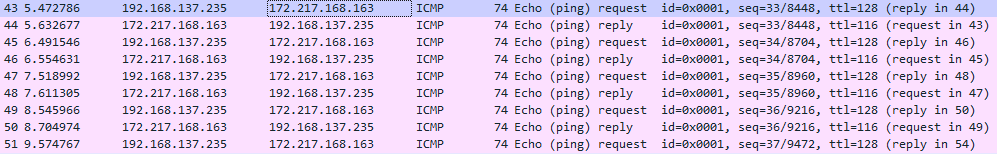 43 5.472786 192.168.137.235 172.217.168.163 ICMP 74 Echo (ping) request id=0x0001, seq=33/8448, ttl=128 (reply in 44)
44 5.632677 172.217.168.163 192.168.137.235 ICMP 74 Echo (ping) reply id=0x0001, seq=33/8448, ttl=116 (request in 43)
45 6.491546 192.168.137.235 172.217.168.163 ICMP 74 Echo (ping) request id=0x0001, seq=34/8704, ttl=128 (reply in 46)
46 6.554631 172.217.168.163 192.168.137.235 ICMP 74 Echo (ping) reply id=0x0001, seq=34/8704, ttl=116 (request in 45)
47 7.518992 192.168.137.235 172.217.168.163 ICMP 74 Echo (ping) request id=0x0001, seq=35/8960, ttl=128 (reply in 48)
48 7.611305 172.217.168.163 192.168.137.235 ICMP 74 Echo (ping) reply id=0x0001, seq=35/8960, ttl=116 (request in 47)
49 8.545966 192.168.137.235 172.217.168.163 ICMP 74 Echo (ping) request id=0x0001, seq=36/9216, ttl=128 (reply in 50)
50 8.704974 172.217.168.163 192.168.137.235 ICMP 74 Echo (ping) reply id=0x0001, seq=36/9216, ttl=116 (request in 49)
51 9.574767 192.168.137.235 172.217.168.163 ICMP 74 Echo (ping) request id=0x0001, seq=37/9472, ttl=128 (reply in 54)